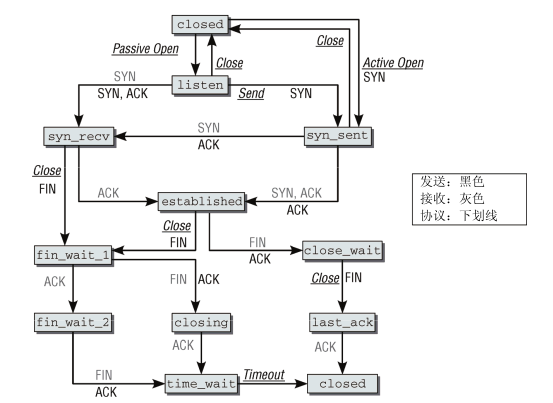 closed
Passive Open
Close
Close
Active Open
SYN
SYN
SYN, ACK
listen
Send
SYN
syn_recv
SYN
ACK
syn_sent
Close
FIN
ACK
established
SYN, ACK
ACK
Close
FIN
fin_wait_1
FIN
ACK
close_wait
ACK
FIN
ACK
Close
FIN
fin_wait_2
closing
last_ack
ACK
ACK
FIN
ACK
time_wait
Timeout
closed
发送：黑色
接收：灰色
协议：下划线